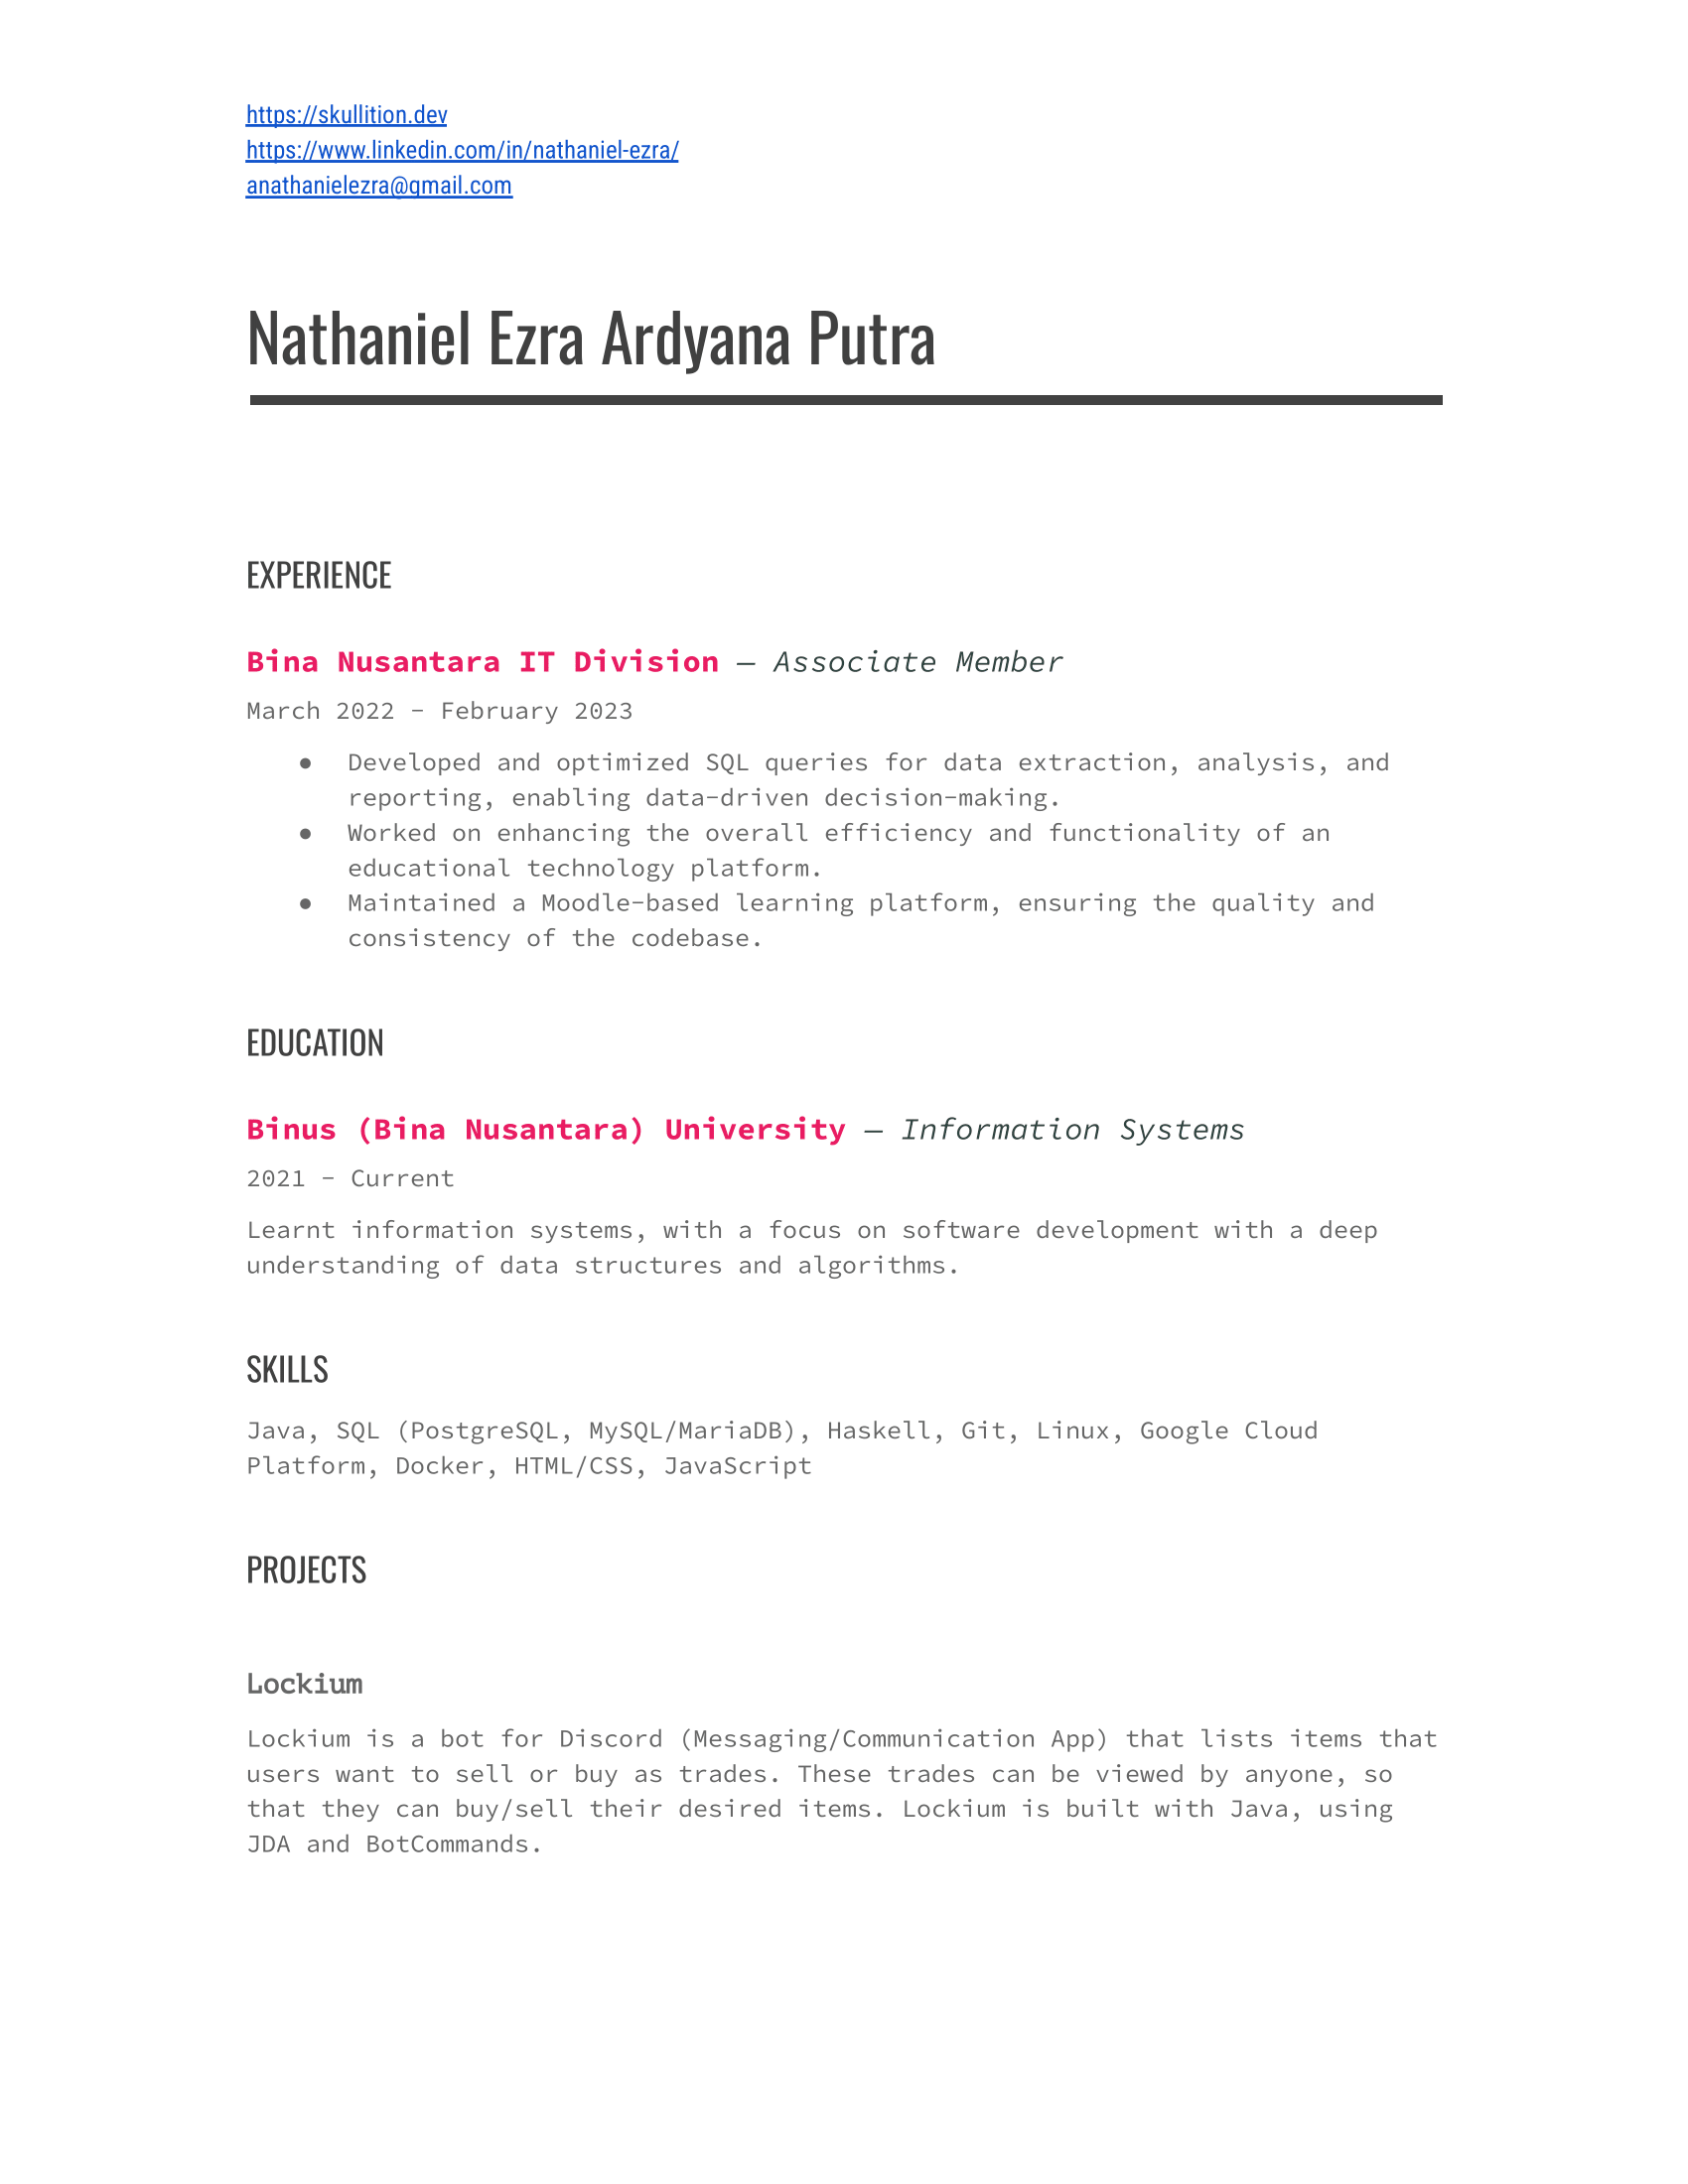 https://skullition.dev
https://www.linkedin.com/in/nathaniel-ezra/
anathanielezra@gmail.com
Nathaniel Ezra Ardyana Putra
EXPERIENCE
Bina Nusantara IT Division — Associate Member
March 2022 - February 2023
● Developed and optimized SQL queries for data extraction, analysis, and
reporting, enabling data-driven decision-making.
● Worked on enhancing the overall efficiency and functionality of an
educational technology platform.
● Maintained a Moodle-based learning platform, ensuring the quality and
consistency of the codebase.
EDUCATION
Binus (Bina Nusantara) University — Information Systems
2021 - Current
Learnt information systems, with a focus on software development with a deep
understanding of data structures and algorithms.
SKILLS
Java, SQL (PostgreSQL, MySQL/MariaDB), Haskell, Git, Linux, Google Cloud
Platform, Docker, HTML/CSS, JavaScript
PROJECTS
Lockium
Lockium is a bot for Discord (Messaging/Communication App) that lists items that
users want to sell or buy as trades. These trades can be viewed by anyone, so
that they can buy/sell their desired items. Lockium is built with Java, using
JDA and BotCommands.